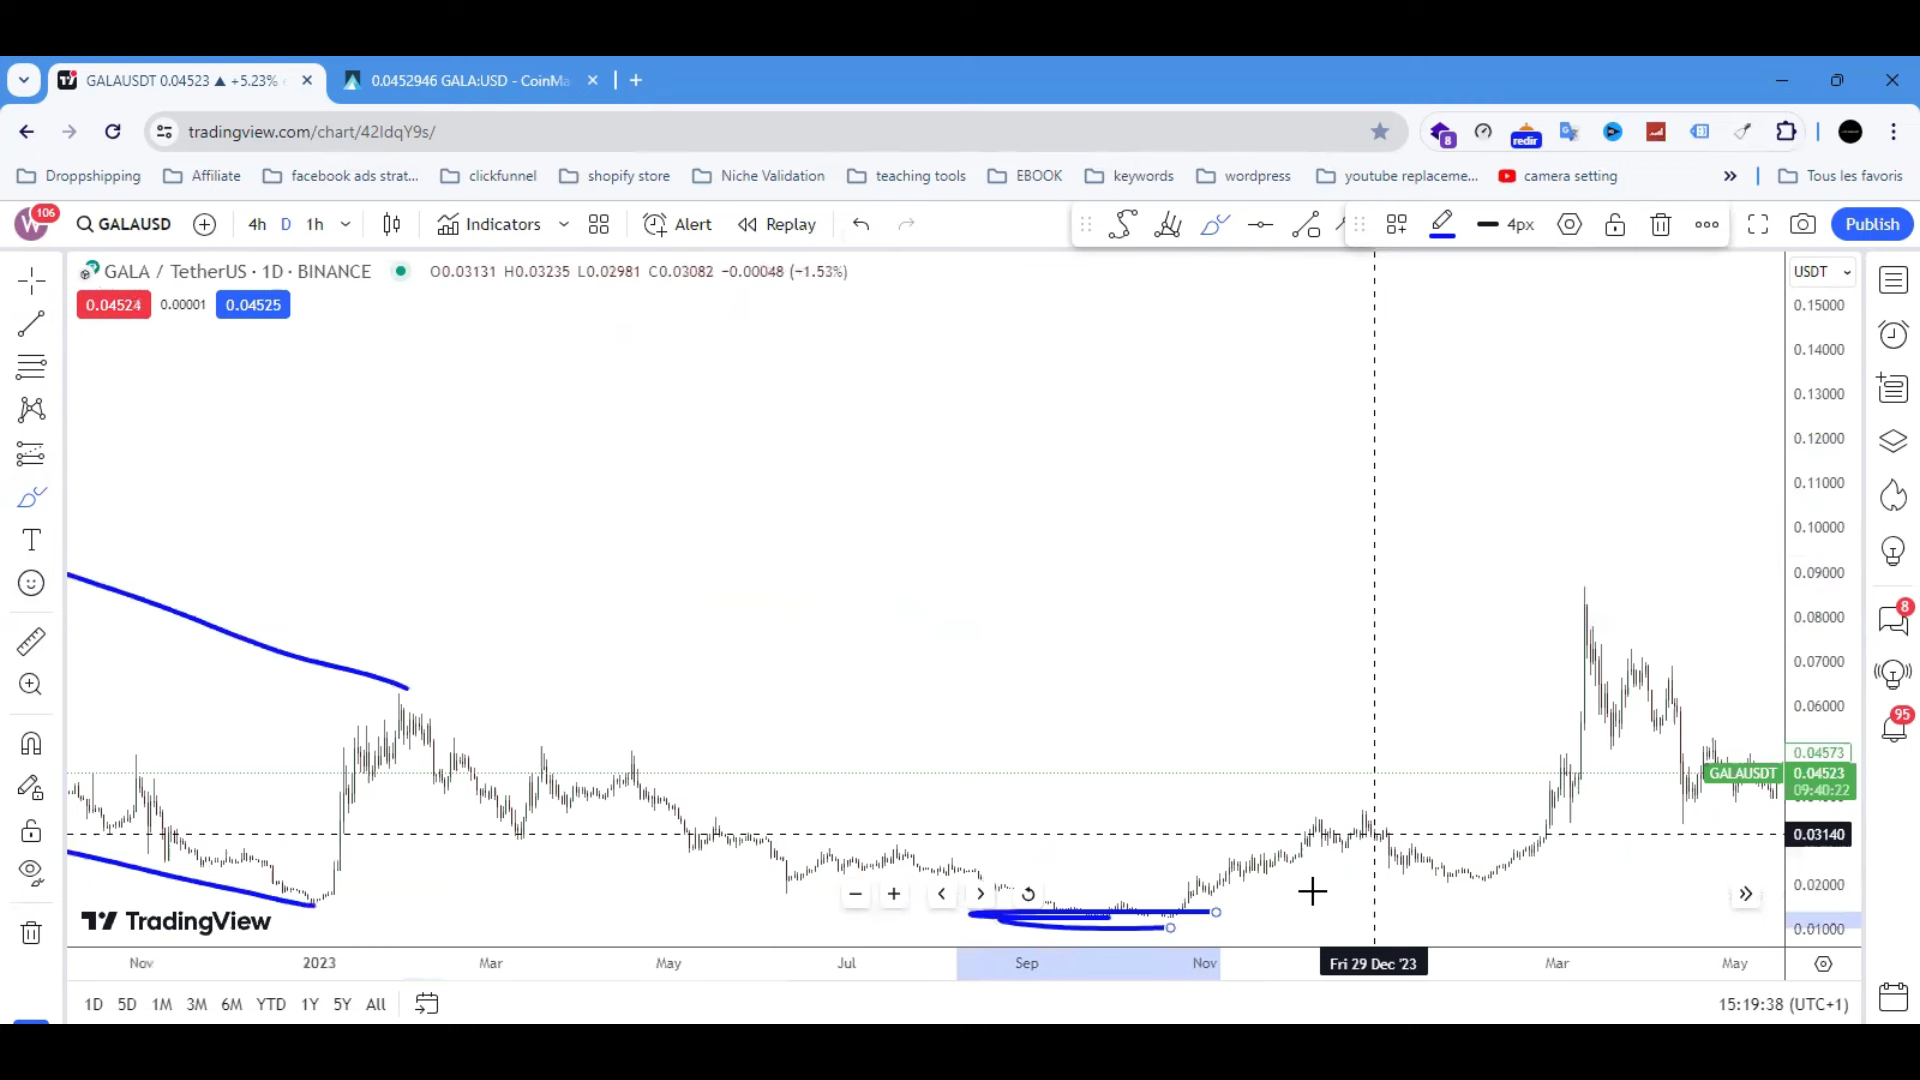 GALAUSDT 0.04523 ▲ +5.23%
0.0452946 GALA:USD - CoinMa
tradingview.com/chart/42IdqY9s/
8
redir
Droppshipping
Affiliate
facebook ads strat...
clickfunnel
shopify store
Niche Validation
teaching tools
EBOOK
keywords
wordpress
youtube replaceme...
camera setting
Tous les favoris
W
106
GALAUSD
4h D 1h
Indicators
Alert
Replay
4px
Publish
GALA / TetherUS · 1D · BINANCE
O0.03131 H0.03235 L0.02981 C0.03082 −0.00048 (−1.53%)
0.04524 0.00001 0.04525
USDT
0.15000
0.14000
0.13000
0.12000
0.11000
0.10000
0.09000
0.08000
0.07000
0.06000
0.04573
GALAUSDT 0.04523
09:40:22
0.03140
0.02000
0.01000
8
95
TradingView
Nov 2023 Mar May Jul Sep Nov Fri 29 Dec '23 Mar May
1D 5D 1M 3M 6M YTD 1Y 5Y All
15:19:38 (UTC+1)